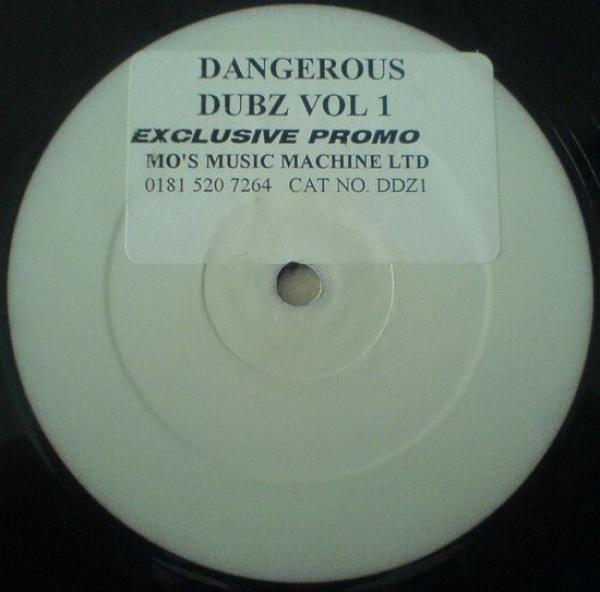 DANGEROUS
DUBZ VOL 1
EXCLUSIVE PROMO
MO'S MUSIC MACHINE LTD
0181 520 7264 CAT NO. DDZ1